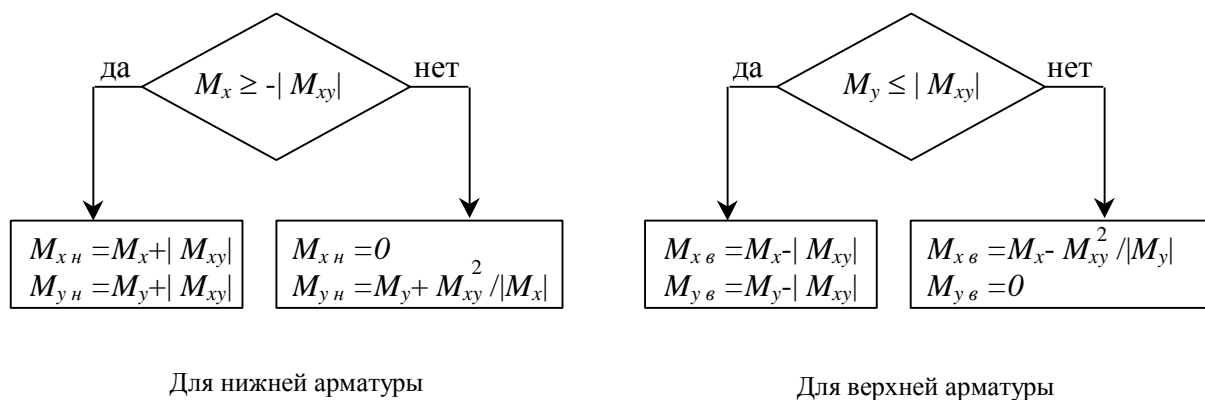 да
M_x ≥ -| M_xy|
нет
M_x н =M_x+| M_xy|
M_y н =M_y+| M_xy|
M_x н =0
M_y н =M_y+ M_xy^2 /|M_x|
Для нижней арматуры
да
M_y ≤ | M_xy|
нет
M_x в =M_x-| M_xy|
M_y в =M_y-| M_xy|
M_x в =M_x- M_xy^2 /|M_y|
M_y в =0
Для верхней арматуры